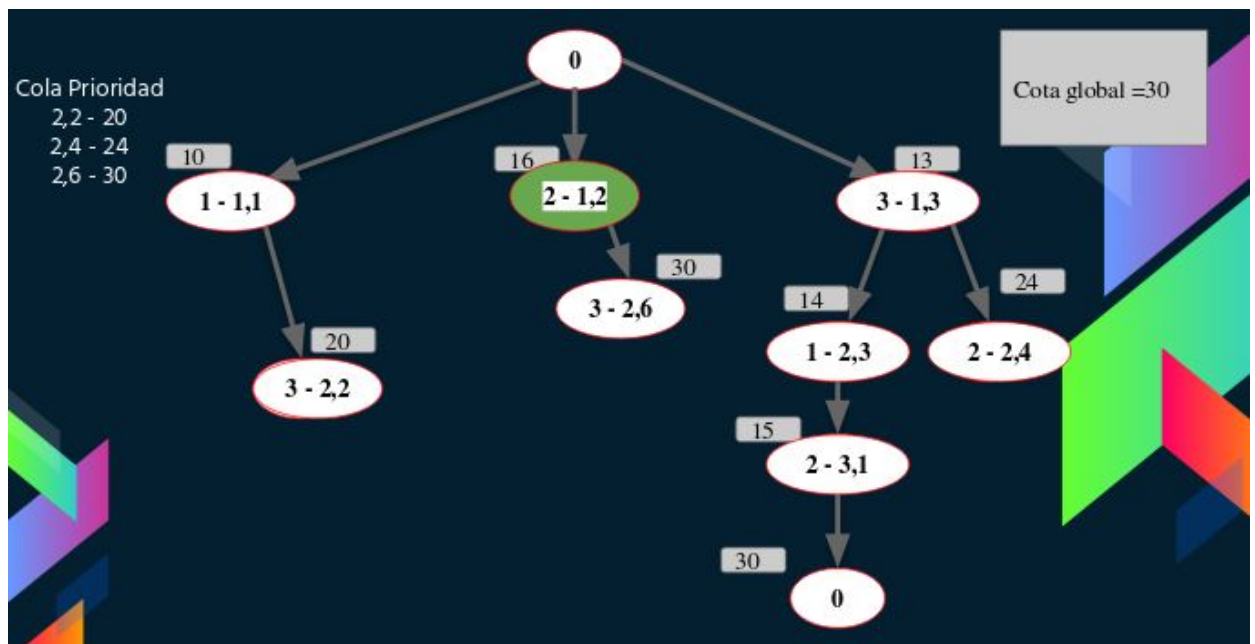 0
Cola Prioridad
2,2 - 20
2,4 - 24
2,6 - 30
Cota global =30
10
16
13
1 - 1,1
2 - 1,2
3 - 1,3
30
24
14
3 - 2,6
20
1 - 2,3
2 - 2,4
3 - 2,2
15
2 - 3,1
30
0